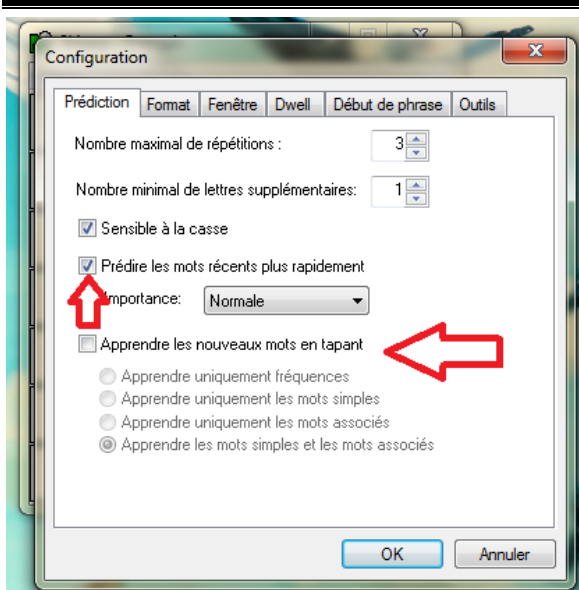 Configuration
Prédiction Format Fenêtre Dwell Début de phrase Outils
Nombre maximal de répétitions : 3
Nombre minimal de lettres supplémentaires: 1
Sensible à la casse
Prédire les mots récents plus rapidement
Importance: Normale
Apprendre les nouveaux mots en tapant
Apprendre uniquement fréquences
Apprendre uniquement les mots simples
Apprendre uniquement les mots associés
Apprendre les mots simples et les mots associés
OK Annuler